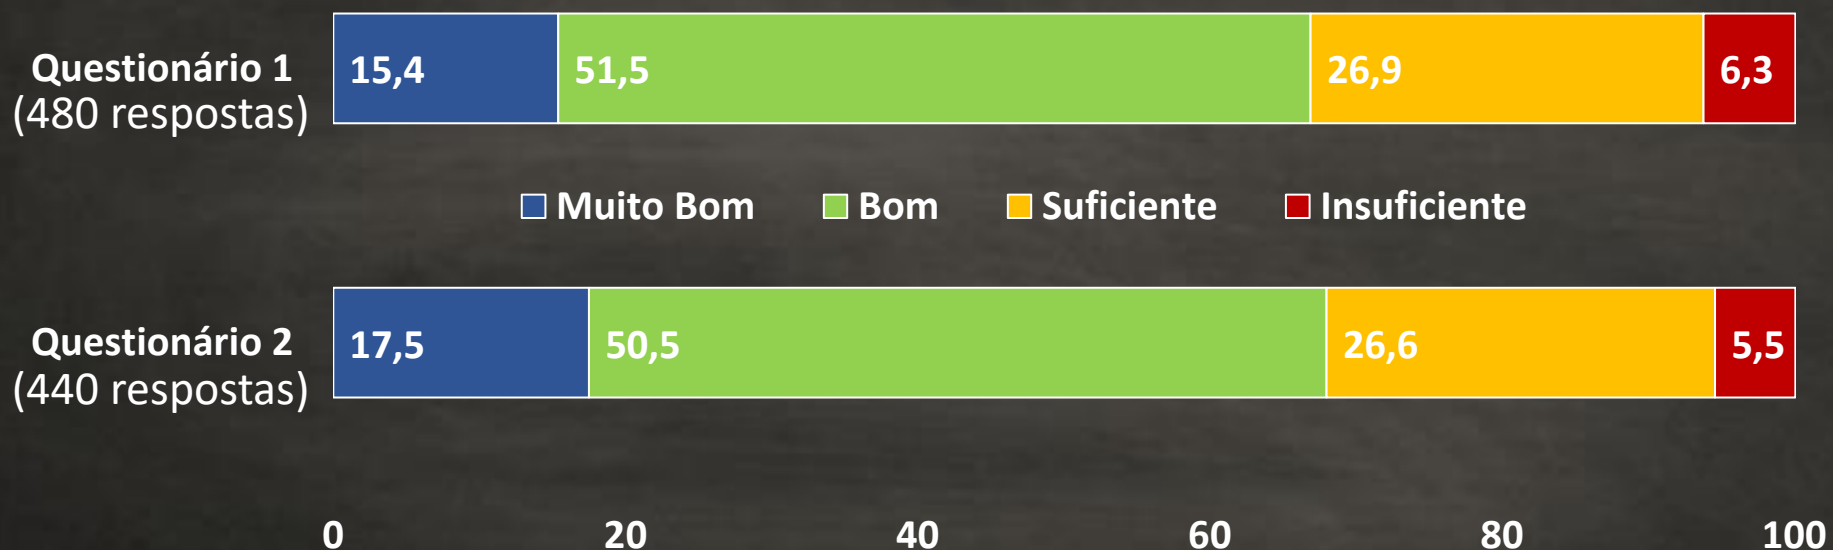 Questionário 1
(480 respostas)
15,4 51,5 26,9 6,3
Muito Bom Bom Suficiente Insuficiente
Questionário 2
(440 respostas)
17,5 50,5 26,6 5,5
0 20 40 60 80 100